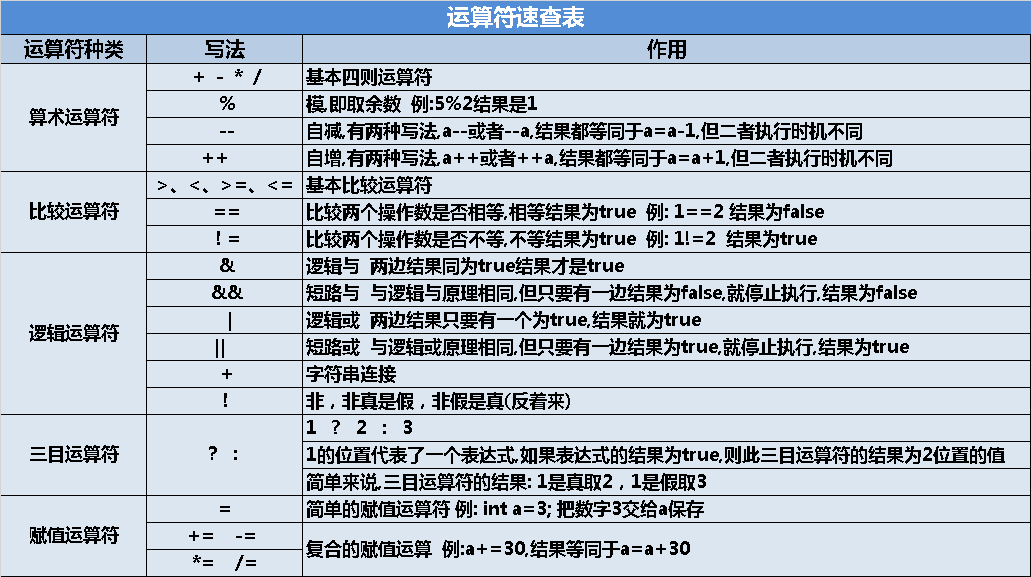 运算符速查表
运算符种类 写法 作用
算术运算符 + - * / 基本四则运算符
% 模,即取余数 例:5%2结果是1
-- 自减,有两种写法,a--或者--a,结果都等同于a=a-1,但二者执行时机不同
++ 自增,有两种写法,a++或者++a,结果都等同于a=a+1,但二者执行时机不同
比较运算符 >、<、>=、<= 基本比较运算符
== 比较两个操作数是否相等,相等结果为true 例: 1==2 结果为false
!= 比较两个操作数是否不等,不等结果为true 例: 1!=2 结果为true
逻辑运算符 & 逻辑与 两边结果同为true结果才是true
&& 短路与 与逻辑与原理相同,但只要有一边结果为false,就停止执行,结果为false
| 逻辑或 两边结果只要有一个为true,结果就为true
|| 短路或 与逻辑或原理相同,但只要有一边结果为true,就停止执行,结果为true
+ 字符串连接
! 非，非真是假，非假是真(反着来)
三目运算符 ? : 1 ? 2 : 3
1的位置代表了一个表达式,如果表达式的结果为true,则此三目运算符的结果为2位置的值
简单来说,三目运算符的结果: 1是真取2，1是假取3
赋值运算符 = 简单的赋值运算符 例: int a=3; 把数字3交给a保存
+= -= 复合的赋值运算 例:a+=30,结果等同于a=a+30
*= /=